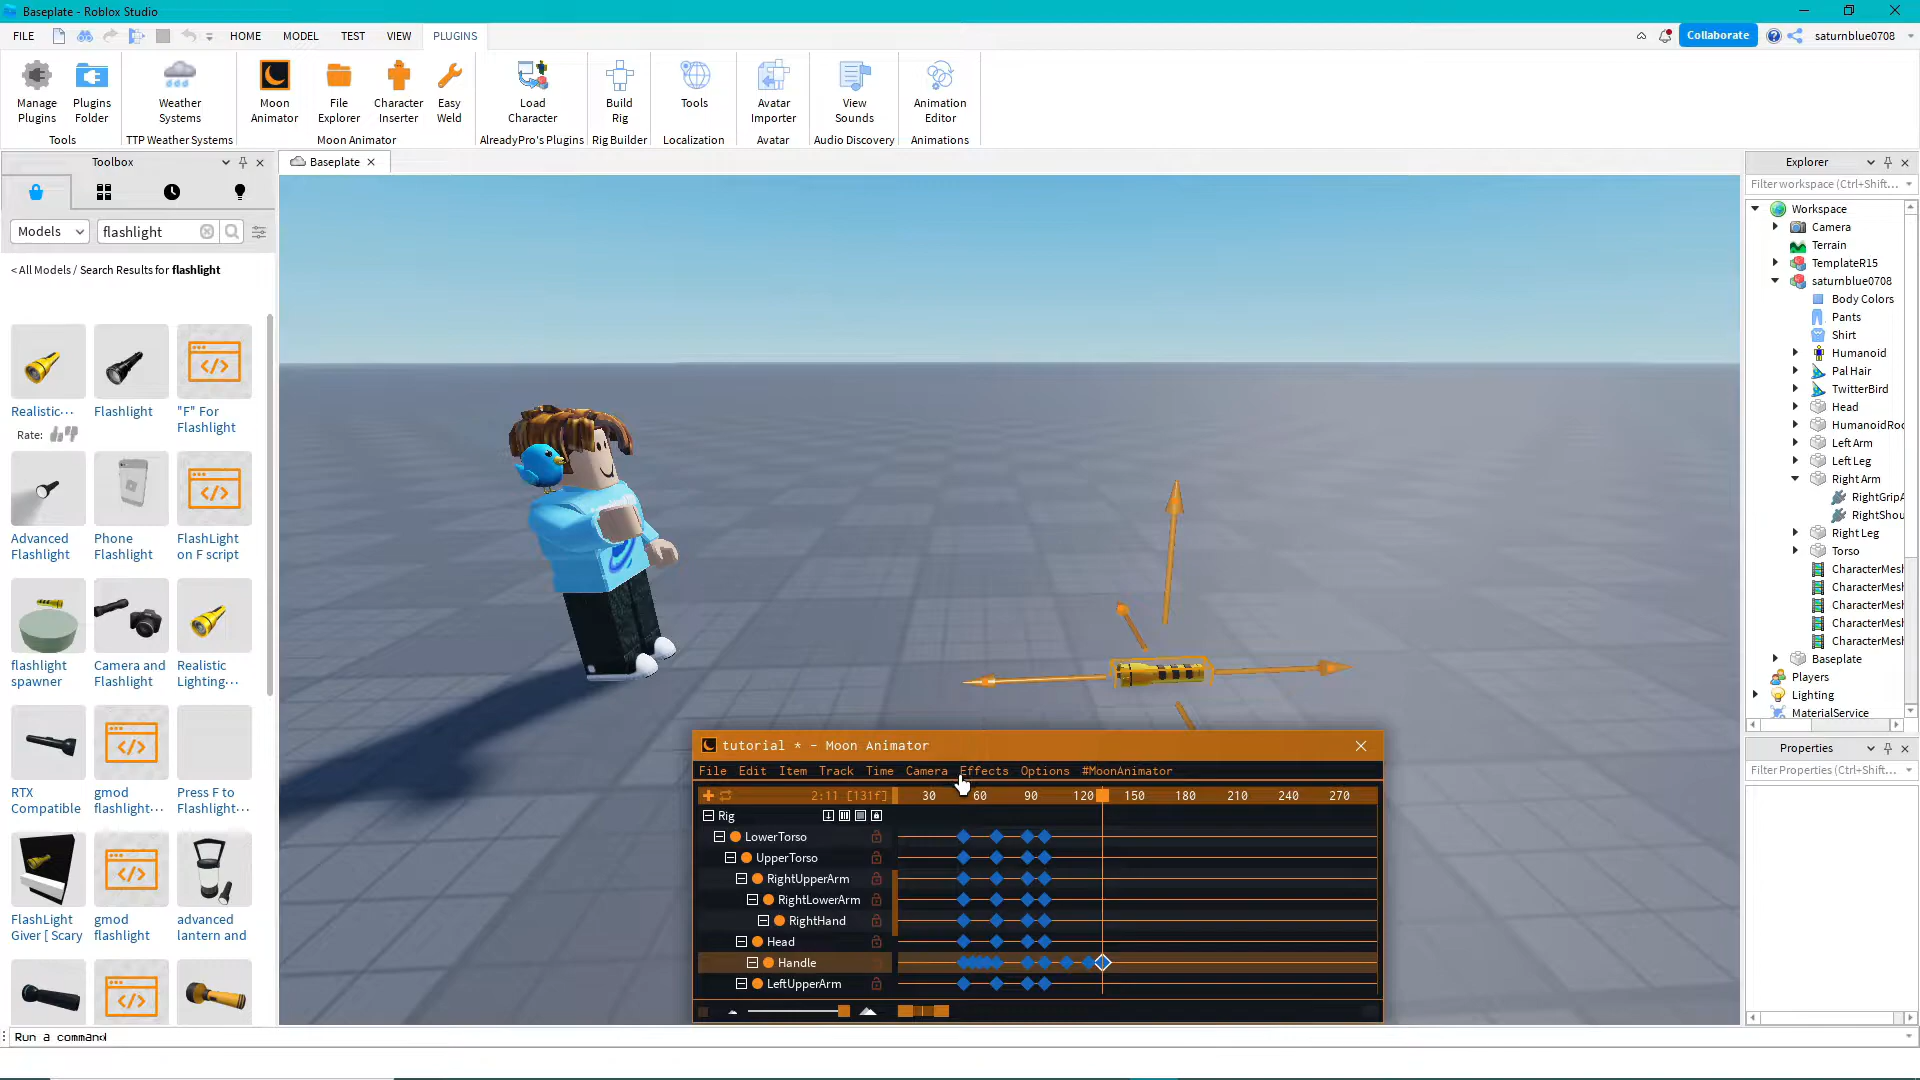 Baseplate - Roblox Studio
FILE HOME MODEL TEST VIEW PLUGINS Collaborate saturnblue0708
Manage Plugins
Plugins Folder
Tools
Weather Systems
TTP Weather Systems
Moon Animator
File Explorer
Character Inserter
Easy Weld
Moon Animator
Load Character
AlreadyPro's Plugins
Build Rig
Rig Builder
Tools
Localization
Avatar Importer
Avatar
View Sounds
Audio Discovery
Animation Editor
Animations
Toolbox
Models flashlight
< All Models / Search Results for flashlight
Realistic...
Rate:
Flashlight
"F" For Flashlight
Advanced Flashlight
Phone Flashlight
FlashLight on F script
flashlight spawner
Camera and Flashlight
Realistic Lighting...
RTX Compatible
gmod flashlight...
Press F to Flashlight...
FlashLight Giver [ Scary
gmod flashlight
advanced lantern and
Baseplate
tutorial * - Moon Animator
File Edit Item Track Time Camera Effects Options #MoonAnimator
2:11 [131f] 30 60 90 120 150 180 210 240 270
Rig
LowerTorso
UpperTorso
RightUpperArm
RightLowerArm
RightHand
Head
Handle
LeftUpperArm
Explorer
Filter workspace (Ctrl+Shift...
Workspace
Camera
Terrain
TemplateR15
saturnblue0708
Body Colors
Pants
Shirt
Humanoid
Pal Hair
TwitterBird
Head
HumanoidRoo
Left Arm
Left Leg
Right Arm
RightGripA
RightShou
Right Leg
Torso
CharacterMesh
CharacterMesh
CharacterMesh
CharacterMesh
CharacterMesh
Baseplate
Players
Lighting
MaterialService
Properties
Filter Properties (Ctrl+Shift...
Run a command